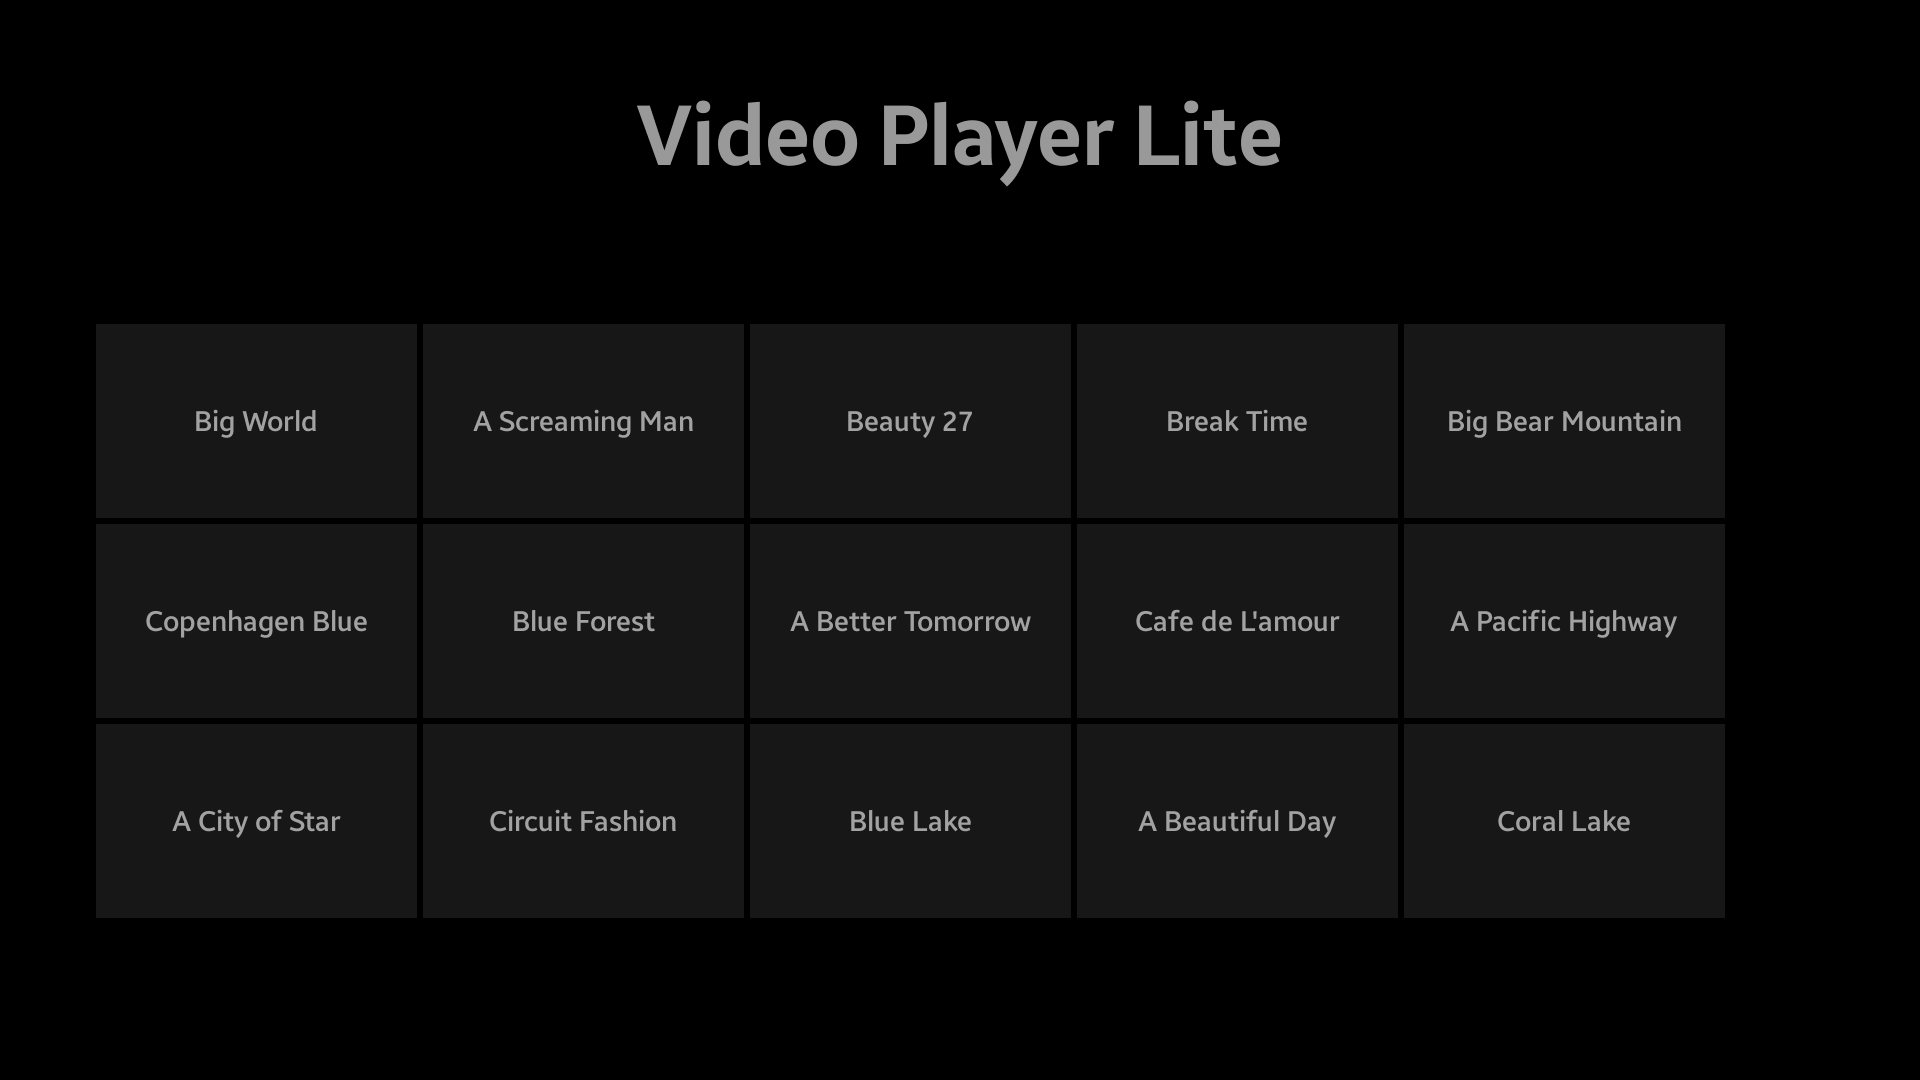 Video Player Lite
Big World
A Screaming Man
Beauty 27
Break Time
Big Bear Mountain
Copenhagen Blue
Blue Forest
A Better Tomorrow
Cafe de L'amour
A Pacific Highway
A City of Star
Circuit Fashion
Blue Lake
A Beautiful Day
Coral Lake